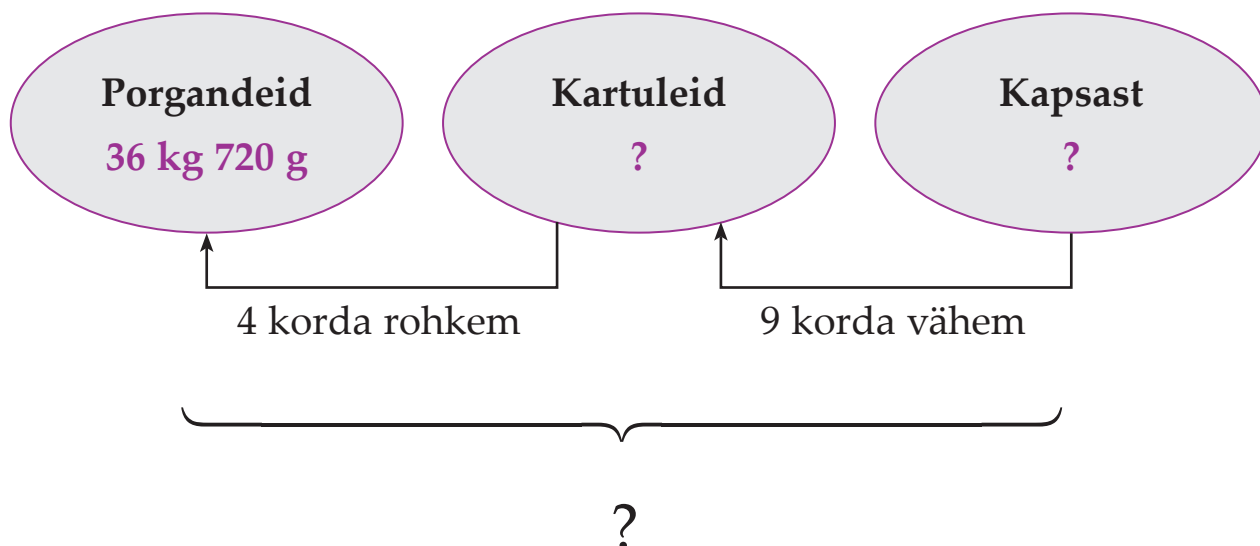 Porgandeid
36 kg 720 g
Kartuleid
?
Kapsast
?
4 korda rohkem
9 korda vähem
?